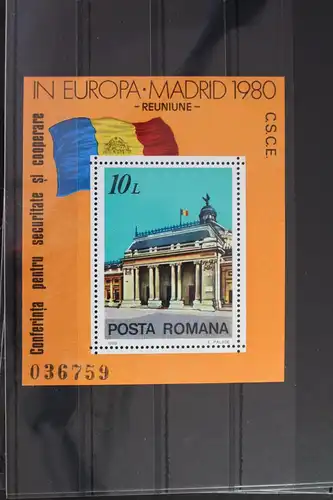 Conferința pentru securitate și cooperare
IN EUROPA·MADRID 1980
-REUNIUNE-
C.S.C.E.
10L
POSTA ROMANA
036759